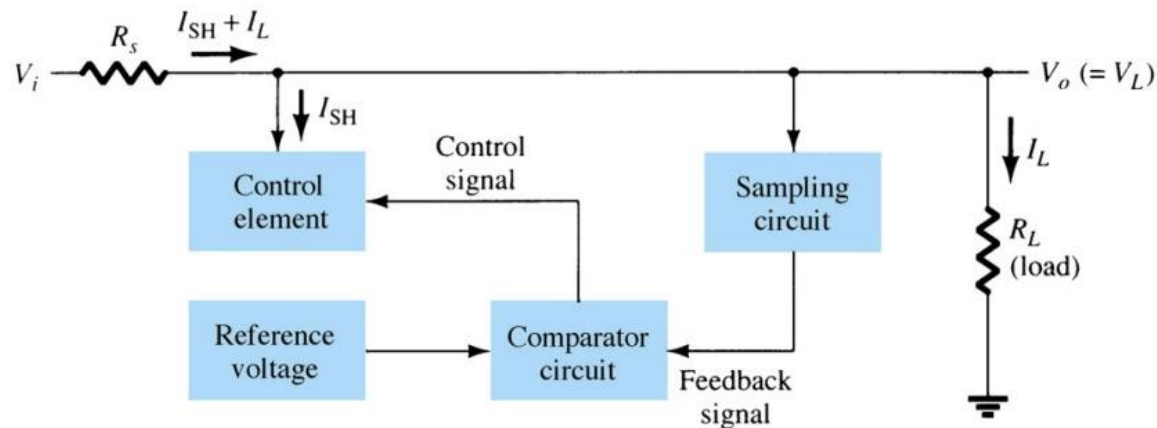 I_SH + I_L
R_s
V_i
V_o (= V_L)
I_SH
Control
signal
I_L
Control
element
Sampling
circuit
R_L
(load)
Reference
voltage
Comparator
circuit
Feedback
signal